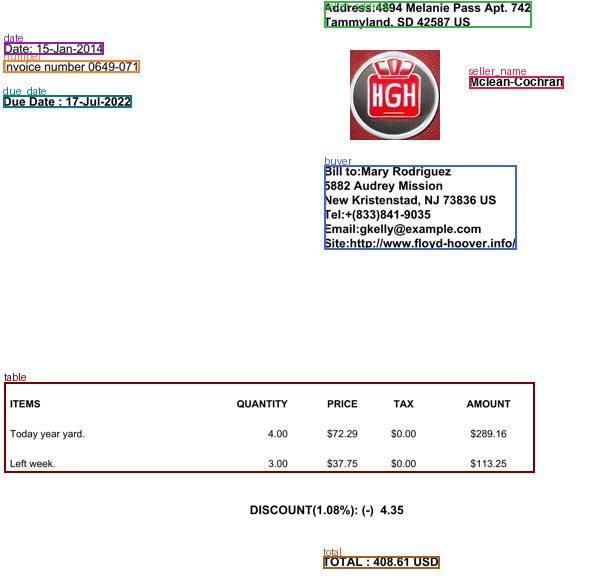 Address:4894 Melanie Pass Apt. 742
Tammyland, SD 42587 US
date
Date: 15-Jan-2014
number
Invoice number 0649-071
due_date
Due Date : 17-Jul-2022
HGH
seller_name
Mclean-Cochran
buyer
Bill to:Mary Rodriguez
5882 Audrey Mission
New Kristenstad, NJ 73836 US
Tel:+(833)841-9035
Email:gkelly@example.com
Site:http://www.floyd-hoover.info/
table
ITEMS QUANTITY PRICE TAX AMOUNT
Today year yard. 4.00 $72.29 $0.00 $289.16
Left week. 3.00 $37.75 $0.00 $113.25
DISCOUNT(1.08%): (-) 4.35
total
TOTAL : 408.61 USD